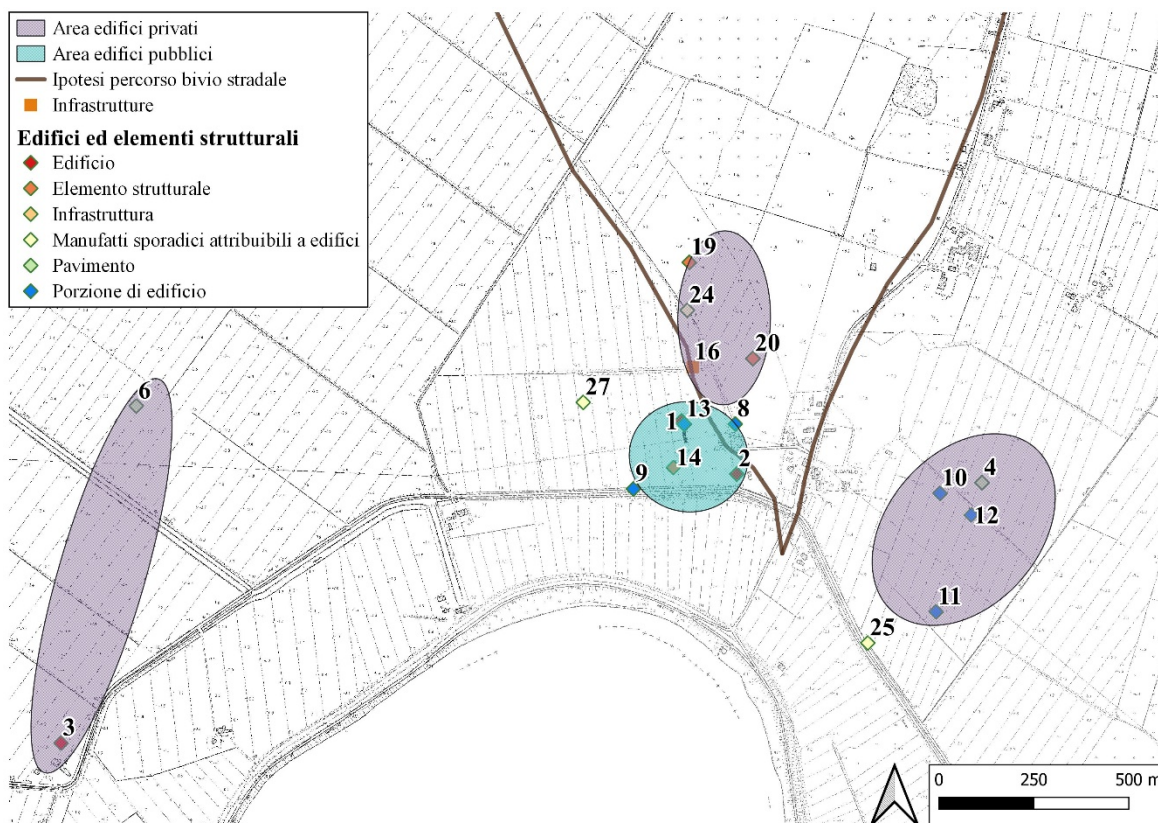 Area edifici privati
Area edifici pubblici
Ipotesi percorso bivio stradale
Infrastrutture
Edifici ed elementi strutturali
Edificio
Elemento strutturale
Infrastruttura
Manufatti sporadici attribuibili a edifici
Pavimento
Porzione di edificio
19
24
20
16
27
6
1
13
8
14
2
9
10
4
12
11
25
3
0 250 500 m